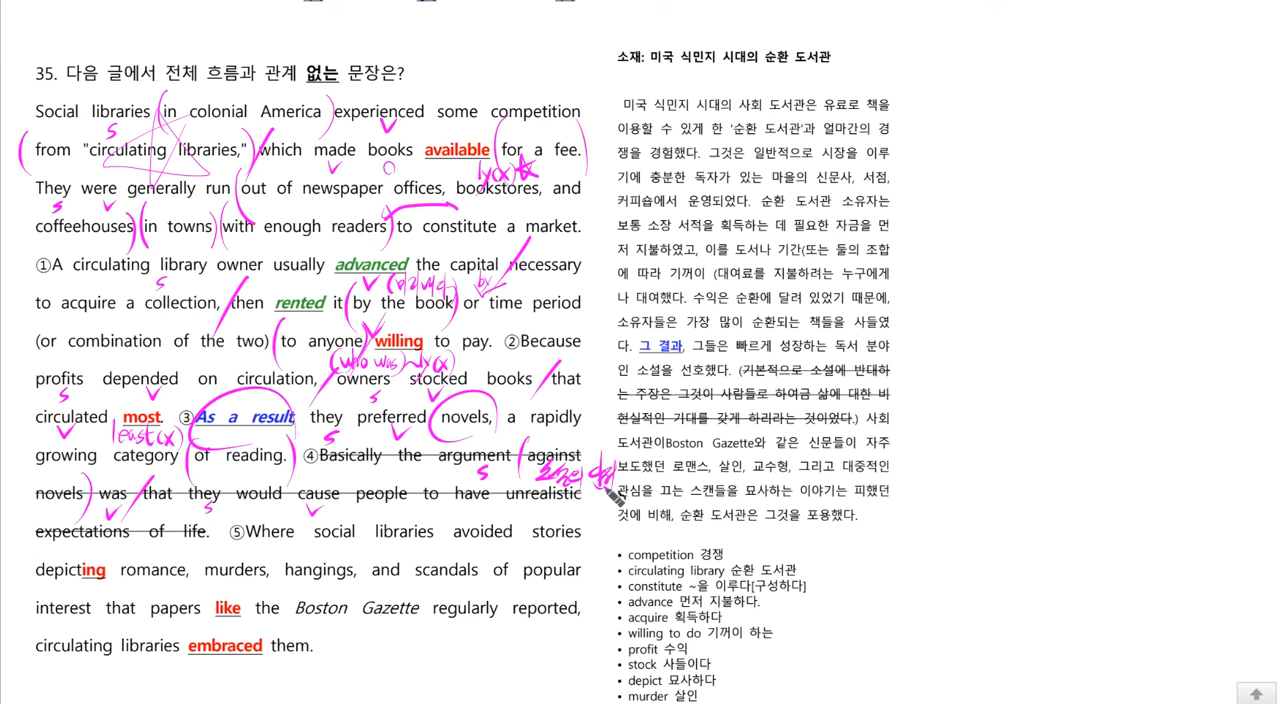 35. 다음 글에서 전체 흐름과 관계 없는 문장은?
Social libraries in colonial America experienced some competition
from "circulating libraries," which made books available for a fee.
They were generally run out of newspaper offices, bookstores, and
coffeehouses in towns with enough readers to constitute a market.
①A circulating library owner usually advanced the capital necessary
to acquire a collection, then rented it by the book or time period
(or combination of the two) to anyone willing to pay. ②Because
profits depended on circulation, owners stocked books that
circulated most. ③As a result, they preferred novels, a rapidly
growing category of reading. ④Basically the argument against
novels was that they would cause people to have unrealistic
expectations of life. ⑤Where social libraries avoided stories
depicting romance, murders, hangings, and scandals of popular
interest that papers like the Boston Gazette regularly reported,
circulating libraries embraced them.
S
V
V
O
ly(x)
S
V
S
V
by
(who was)
ly(x)
S
V
S
V
V
least(x)
S
V
S
V
S
V
소재: 미국 식민지 시대의 순환 도서관
미국 식민지 시대의 사회 도서관은 유료로 책을
이용할 수 있게 한 '순환 도서관'과 얼마간의 경
쟁을 경험했다. 그것은 일반적으로 시장을 이루
기에 충분한 독자가 있는 마을의 신문사, 서점,
커피숍에서 운영되었다. 순환 도서관 소유자는
보통 소장 서적을 획득하는 데 필요한 자금을 먼
저 지불하였고, 이를 도서나 기간(또는 둘의 조합
에 따라 기꺼이 (대여료를 지불하려는 누구에게
나 대여했다. 수익은 순환에 달려 있었기 때문에,
소유자들은 가장 많이 순환되는 책들을 사들였
다. 그 결과, 그들은 빠르게 성장하는 독서 분야
인 소설을 선호했다. (기본적으로 소설에 반대하
는 주장은 그것이 사람들로 하여금 삶에 대한 비
현실적인 기대를 갖게 하리라는 것이었다.) 사회
도서관이Boston Gazette와 같은 신문들이 자주
보도했던 로맨스, 살인, 교수형, 그리고 대중적인
관심을 끄는 스캔들을 묘사하는 이야기는 피했던
것에 비해, 순환 도서관은 그것을 포용했다.
• competition 경쟁
• circulating library 순환 도서관
• constitute ~을 이루다[구성하다]
• advance 먼저 지불하다.
• acquire 획득하다
• willing to do 기꺼이 하는
• profit 수익
• stock 사들이다
• depict 묘사하다
• murder 살인